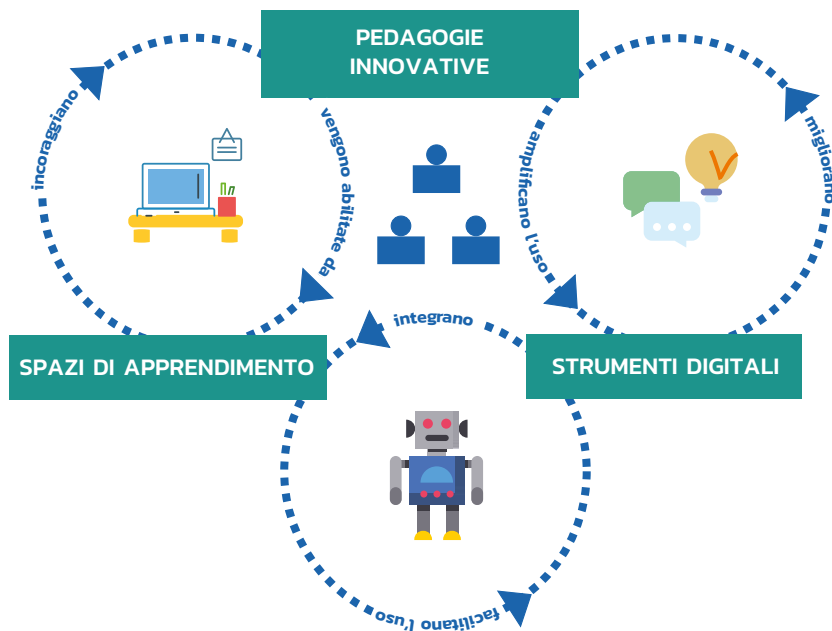 PEDAGOGIE
INNOVATIVE
incoraggiano
vengono abilitate da
amplificano l'uso
migliorano
integrano
SPAZI DI APPRENDIMENTO
STRUMENTI DIGITALI
facilitano l'uso